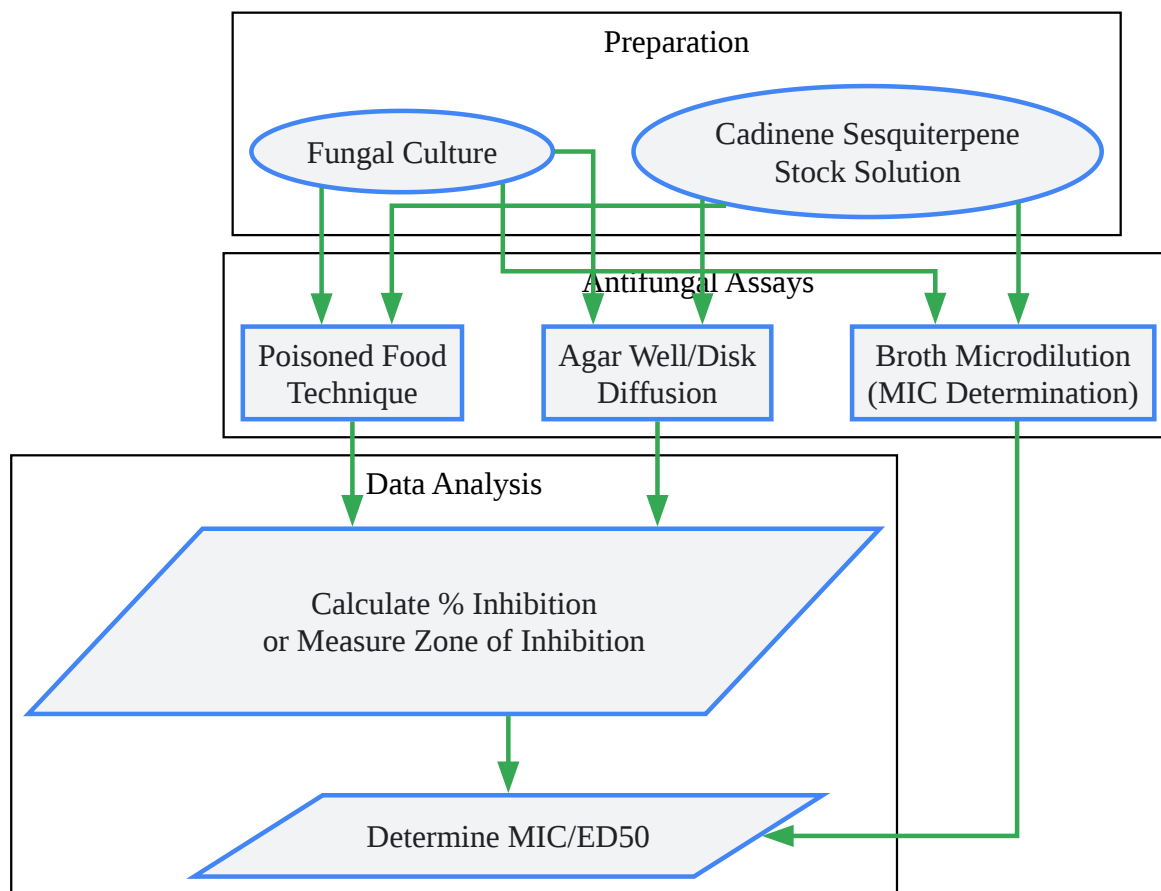 Preparation
Fungal Culture
Cadinene Sesquiterpene
Stock Solution
Antifungal Assays
Poisoned Food
Technique
Agar Well/Disk
Diffusion
Broth Microdilution
(MIC Determination)
Data Analysis
Calculate % Inhibition
or Measure Zone of Inhibition
Determine MIC/ED50